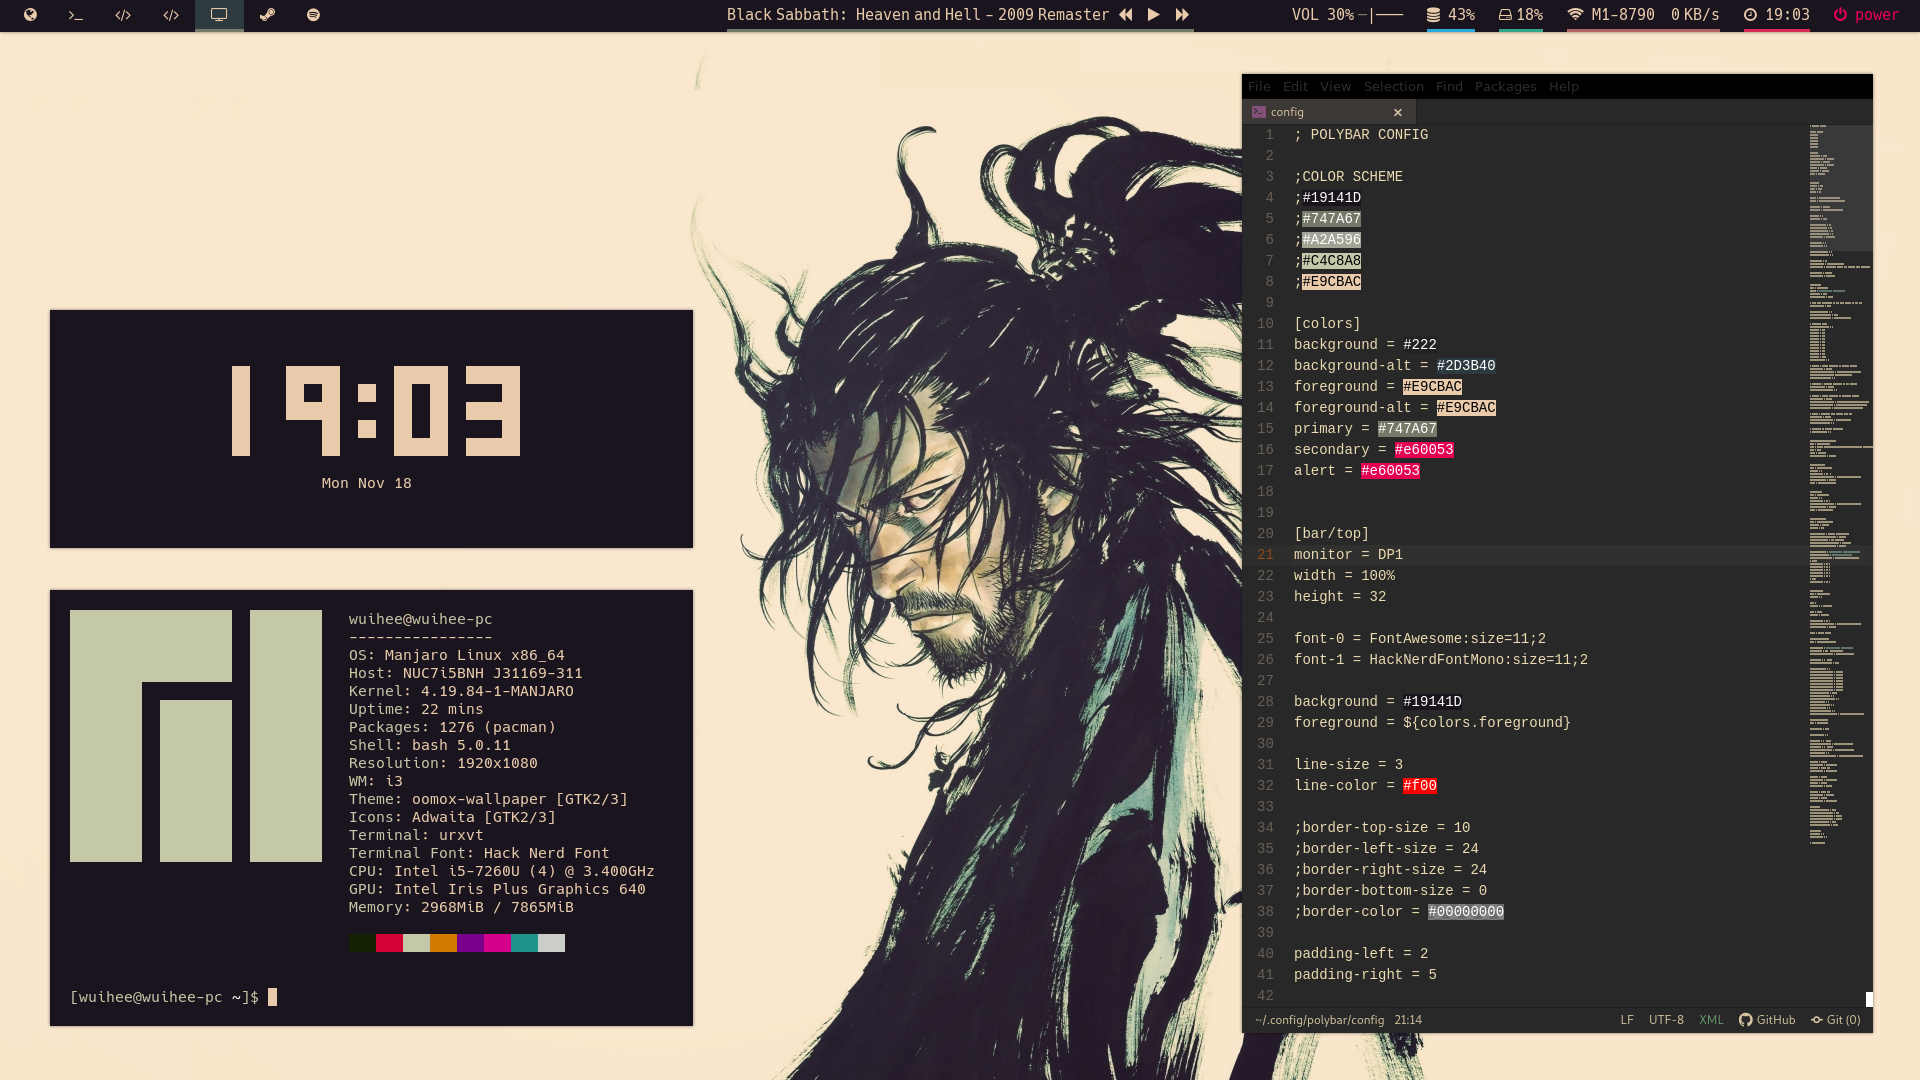 Black Sabbath: Heaven and Hell - 2009 Remaster
VOL 30%
43%
18%
M1-8790 0 KB/s
19:03
power
19:03
Mon Nov 18
wuihee@wuihee-pc
----------------
OS: Manjaro Linux x86_64
Host: NUC7i5BNH J31169-311
Kernel: 4.19.84-1-MANJARO
Uptime: 22 mins
Packages: 1276 (pacman)
Shell: bash 5.0.11
Resolution: 1920x1080
WM: i3
Theme: oomox-wallpaper [GTK2/3]
Icons: Adwaita [GTK2/3]
Terminal: urxvt
Terminal Font: Hack Nerd Font
CPU: Intel i5-7260U (4) @ 3.400GHz
GPU: Intel Iris Plus Graphics 640
Memory: 2968MiB / 7865MiB
[wuihee@wuihee-pc ~]$
File Edit View Selection Find Packages Help
config
1 ; POLYBAR CONFIG
2
3 ;COLOR SCHEME
4 ;#19141D
5 ;#747A67
6 ;#A2A596
7 ;#C4C8A8
8 ;#E9CBAC
9
10 [colors]
11 background = #222
12 background-alt = #2D3B40
13 foreground = #E9CBAC
14 foreground-alt = #E9CBAC
15 primary = #747A67
16 secondary = #e60053
17 alert = #e60053
18
19
20 [bar/top]
21 monitor = DP1
22 width = 100%
23 height = 32
24
25 font-0 = FontAwesome:size=11;2
26 font-1 = HackNerdFontMono:size=11;2
27
28 background = #19141D
29 foreground = ${colors.foreground}
30
31 line-size = 3
32 line-color = #f00
33
34 ;border-top-size = 10
35 ;border-left-size = 24
36 ;border-right-size = 24
37 ;border-bottom-size = 0
38 ;border-color = #00000000
39
40 padding-left = 2
41 padding-right = 5
42
~/.config/polybar/config 21:14
LF UTF-8 XML GitHub Git (0)